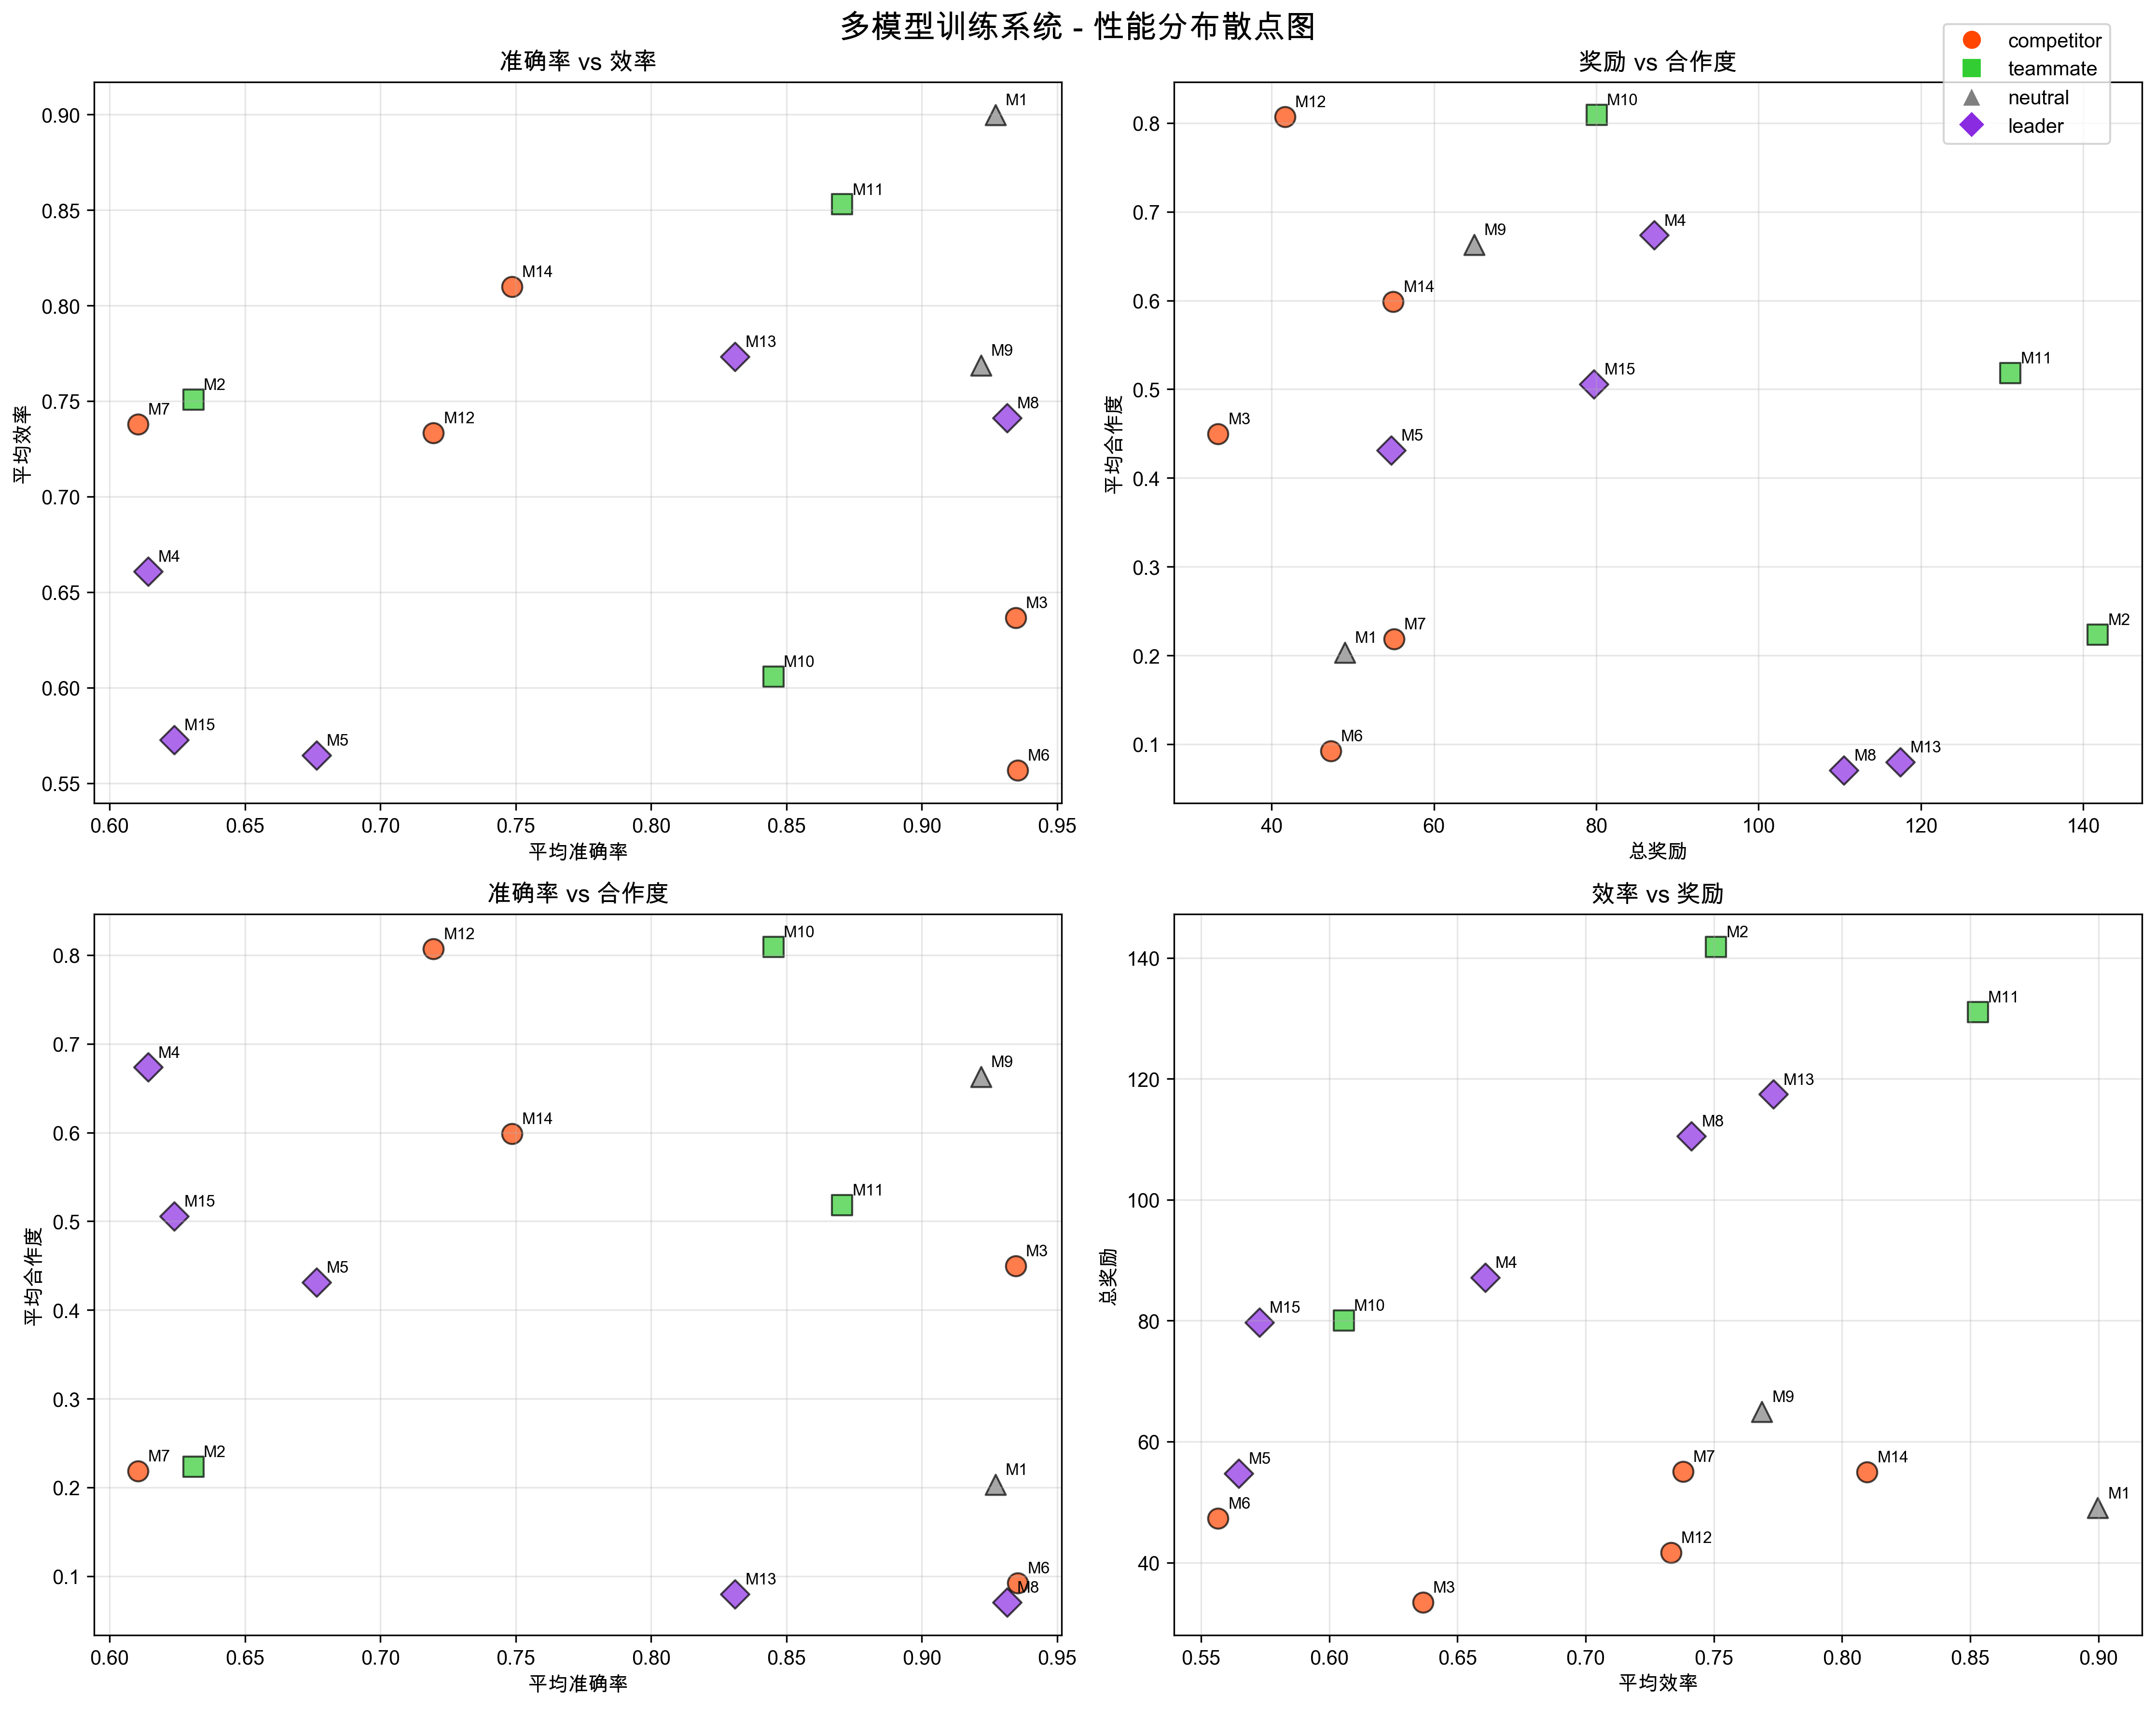 多模型训练系统 - 性能分布散点图
competitor
teammate
neutral
leader
准确率 vs 效率
平均效率
0.90
0.85
0.80
0.75
0.70
0.65
0.60
0.55
M1
M11
M14
M13
M9
M2
M7
M12
M8
M4
M3
M10
M15
M5
M6
0.60 0.65 0.70 0.75 0.80 0.85 0.90 0.95
平均准确率
奖励 vs 合作度
平均合作度
0.8
0.7
0.6
0.5
0.4
0.3
0.2
0.1
M12
M10
M4
M9
M14
M11
M15
M3
M5
M2
M7
M1
M6
M8
M13
40 60 80 100 120 140
总奖励
准确率 vs 合作度
平均合作度
0.8
0.7
0.6
0.5
0.4
0.3
0.2
0.1
M12
M10
M4
M9
M14
M15
M11
M3
M5
M7
M2
M1
M13
M6
M8
0.60 0.65 0.70 0.75 0.80 0.85 0.90 0.95
平均准确率
效率 vs 奖励
总奖励
140
120
100
80
60
40
M2
M11
M13
M8
M4
M15
M10
M9
M5
M7
M14
M6
M1
M12
M3
0.55 0.60 0.65 0.70 0.75 0.80 0.85 0.90
平均效率